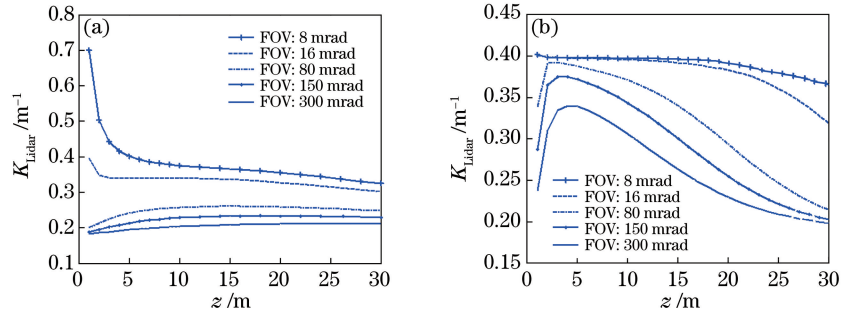 (a)
0.7
0.6
0.5
0.4
0.3
0.2
0.1
K_Lidar /m⁻¹
FOV: 8 mrad
FOV: 16 mrad
FOV: 80 mrad
FOV: 150 mrad
FOV: 300 mrad
0 5 10 15 20 25 30
z /m
(b)
0.45
0.40
0.35
0.30
0.25
0.20
0.15
K_Lidar /m⁻¹
FOV: 8 mrad
FOV: 16 mrad
FOV: 80 mrad
FOV: 150 mrad
FOV: 300 mrad
0 5 10 15 20 25 30
z /m